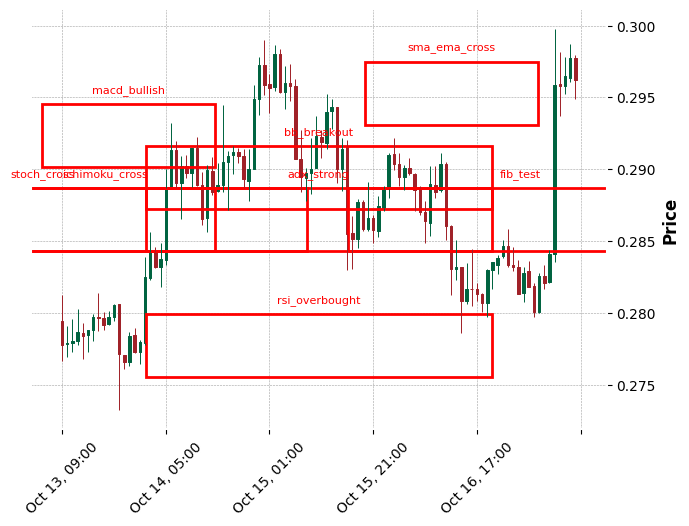 0.300
sma_ema_cross
0.295
macd_bullish
bb_breakout
0.290
stoch_cross
ichimoku_cross
adx_strong
fib_test
0.285
rsi_overbought
0.280
0.275
Price
Oct 13, 09:00
Oct 14, 05:00
Oct 15, 01:00
Oct 15, 21:00
Oct 16, 17:00